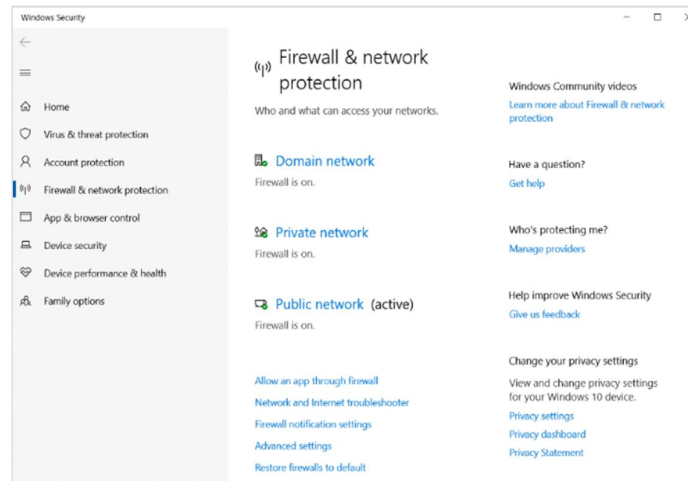 Windows Security
Home
Virus & threat protection
Account protection
Firewall & network protection
App & browser control
Device security
Device performance & health
Family options
Firewall & network
protection
Who and what can access your networks.
Domain network
Firewall is on.
Private network
Firewall is on.
Public network (active)
Firewall is on.
Allow an app through firewall
Network and Internet troubleshooter
Firewall notification settings
Advanced settings
Restore firewalls to default
Windows Community videos
Learn more about Firewall & network
protection
Have a question?
Get help
Who's protecting me?
Manage providers
Help improve Windows Security
Give us feedback
Change your privacy settings
View and change privacy settings
for your Windows 10 device.
Privacy settings
Privacy dashboard
Privacy Statement